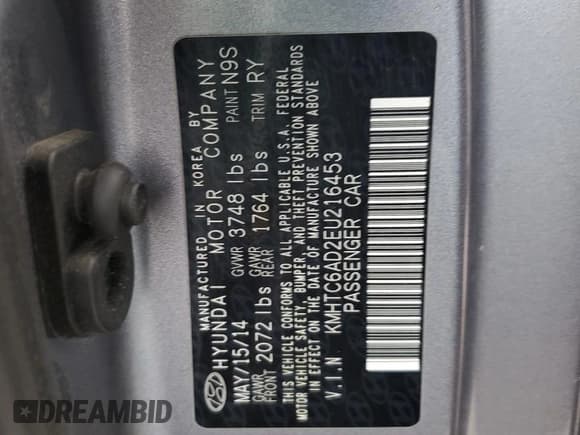 MANUFACTURED IN KOREA BY
HYUNDAI MOTOR COMPANY
MAY/15/14 GVWR 3748 lbs PAINT N9S
GAWR FRONT 2072 lbs GAWR REAR 1764 lbs TRIM RY
THIS VEHICLE CONFORMS TO ALL APPLICABLE U.S.A. FEDERAL
MOTOR VEHICLE SAFETY, BUMPER, AND THEFT PREVENTION STANDARDS
IN EFFECT ON THE DATE OF MANUFACTURE SHOWN ABOVE
V.I.N KMHTC6AD2EU216453
PASSENGER CAR
DREAMBID